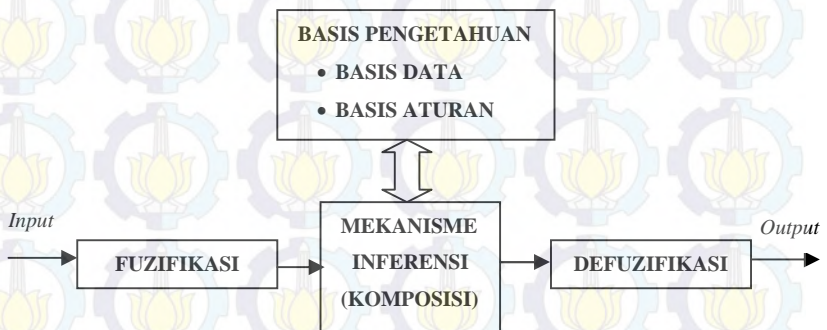 BASIS PENGETAHUAN
• BASIS DATA
• BASIS ATURAN
Input
FUZIFIKASI
MEKANISME
INFERENSI
(KOMPOSISI)
DEFUZIFIKASI
Output